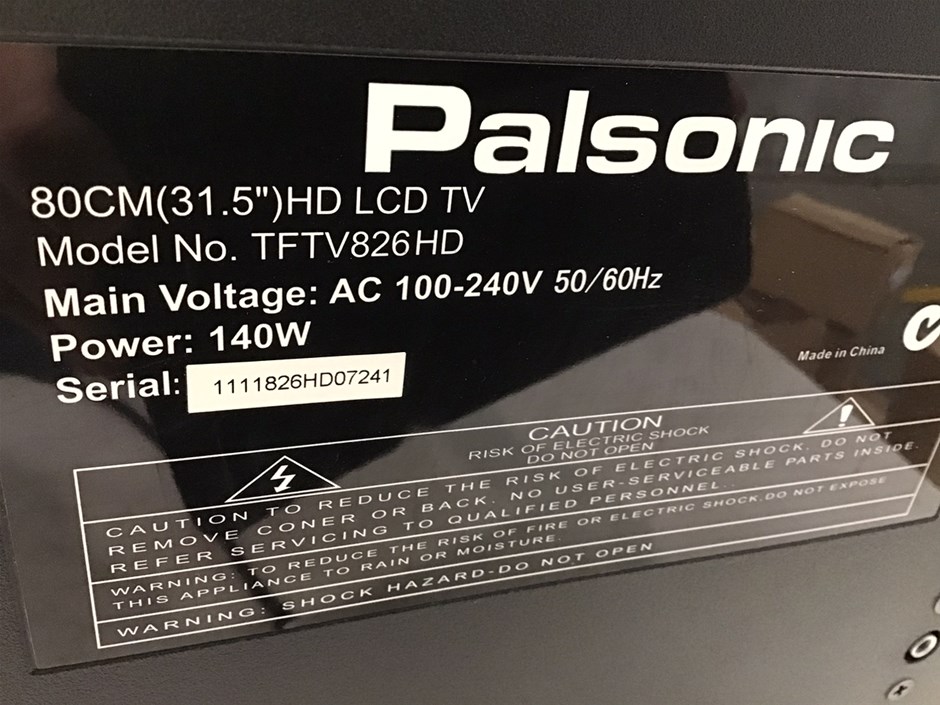 Palsonic
80CM(31.5")HD LCD TV
Model No. TFTV826HD
Main Voltage: AC 100-240V 50/60Hz
Power: 140W
Serial: 1111826HD07241
Made in China
CAUTION
RISK OF ELECTRIC SHOCK
DO NOT OPEN
CAUTION TO REDUCE THE RISK OF ELECTRIC SHOCK. DO NOT
REMOVE CONER OR BACK. NO USER-SERVICEABLE PARTS INSIDE.
REFER SERVICING TO QUALIFIED PERSONNEL..
WARNING: TO REDUCE THE RISK OF FIRE OR ELECTRIC SHOCK,DO NOT EXPOSE
THIS APPLIANCE TO RAIN OR MOISTURE.
WARNING: SHOCK HAZARD-DO NOT OPEN